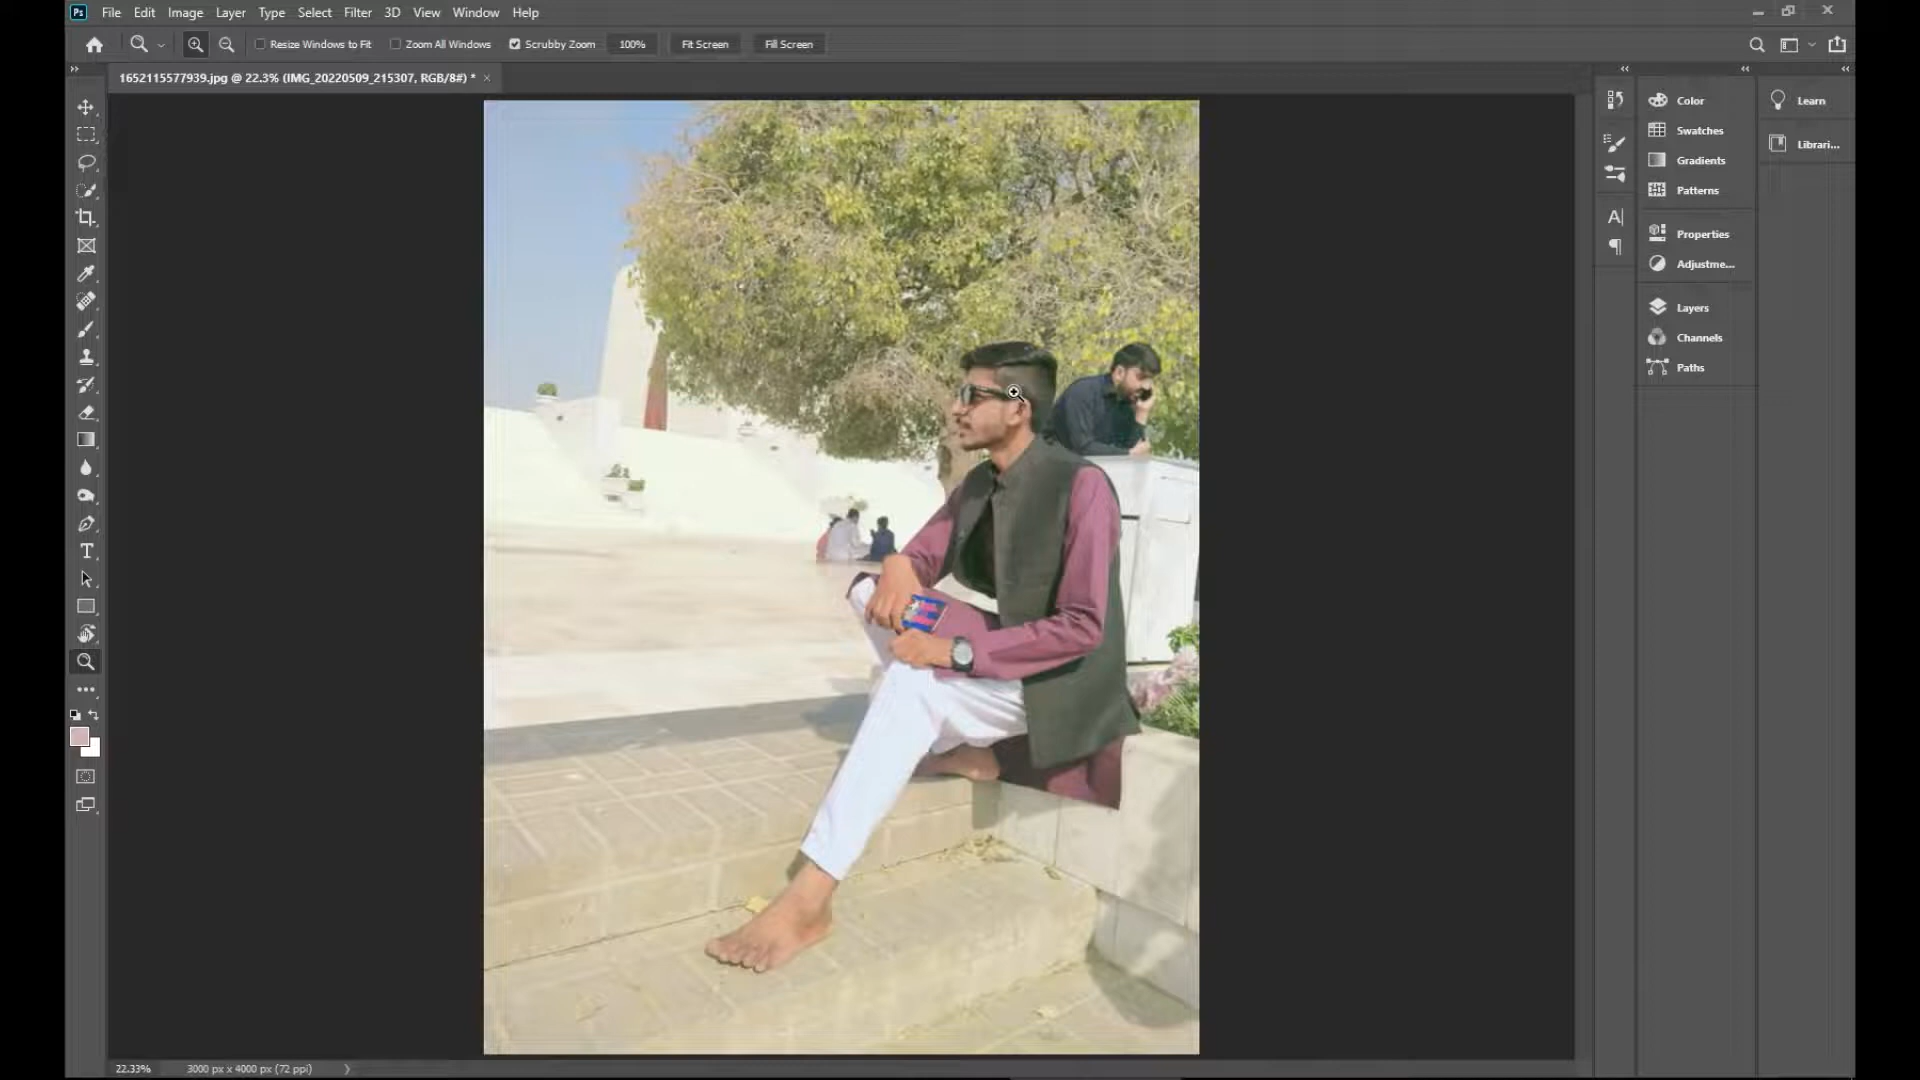 Ps File Edit Image Layer Type Select Filter 3D View Window Help
Resize Windows to Fit Zoom All Windows Scrubby Zoom 100% Fit Screen Fill Screen
1652115577939.jpg @ 22.3% (IMG_20220509_215307, RGB/8#) * ×
Color
Swatches
Gradients
Patterns
Properties
Adjustme...
Layers
Channels
Paths
Learn
Librari...
22.33% 3000 px x 4000 px (72 ppi)